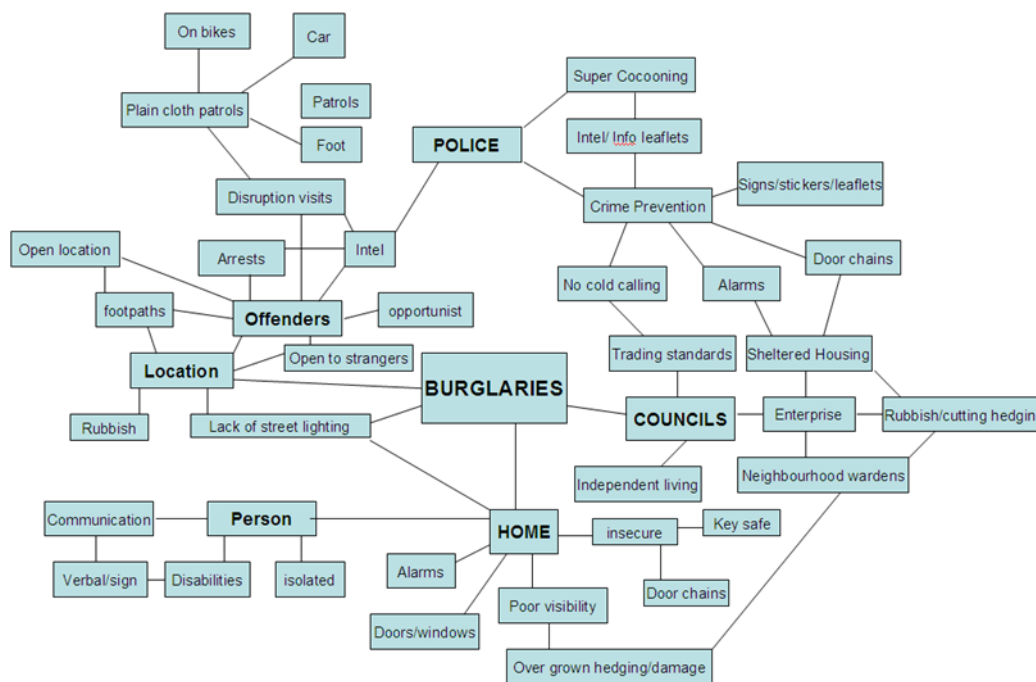 On bikes
Car
Super Cocooning
Plain cloth patrols
Patrols
Foot
POLICE
Intel/ Info leaflets
Disruption visits
Crime Prevention
Signs/stickers/leaflets
Open location
Arrests
Intel
Door chains
No cold calling
Alarms
footpaths
Offenders
opportunist
Location
Open to strangers
Trading standards
Sheltered Housing
BURGLARIES
Rubbish
Lack of street lighting
COUNCILS
Enterprise
Rubbish/cutting hedging
Independent living
Neighbourhood wardens
Communication
Person
HOME
insecure
Key safe
Verbal/sign
Disabilities
isolated
Alarms
Door chains
Poor visibility
Doors/windows
Over grown hedging/damage